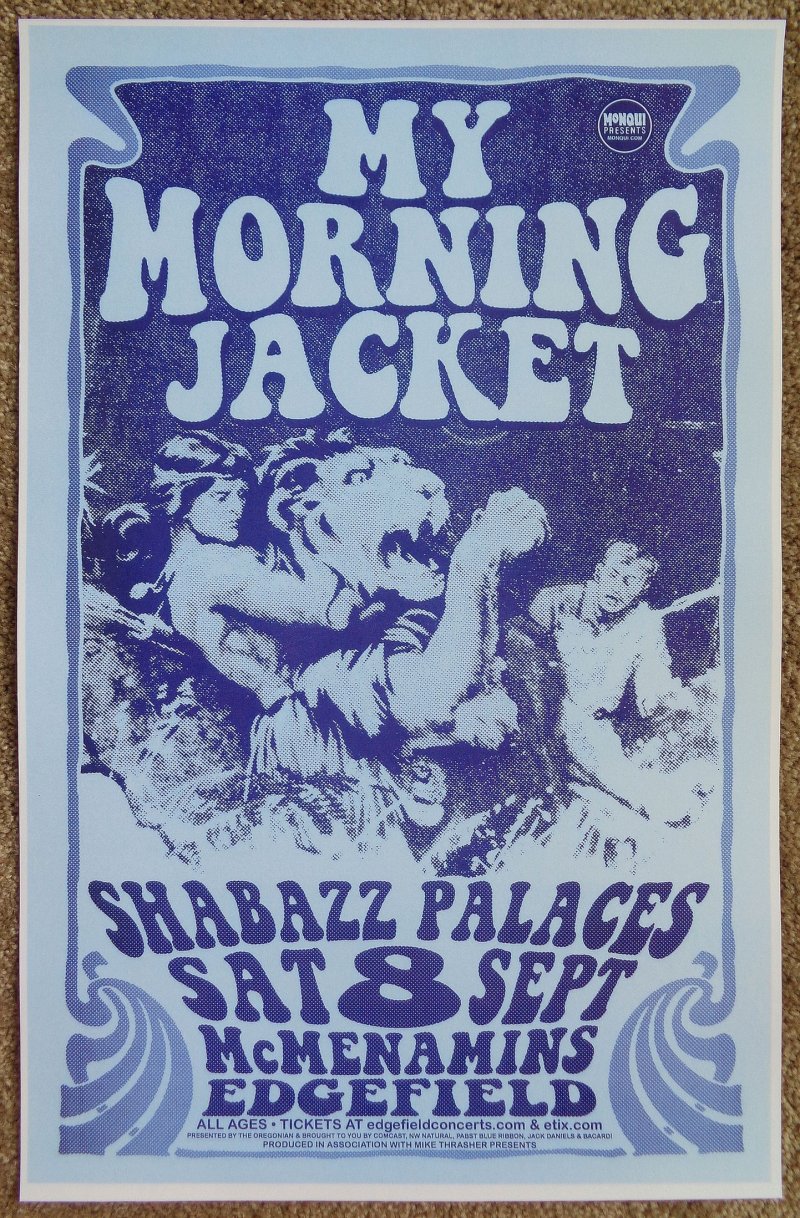 MY
MORNING
JACKET
MONQUI
PRESENTS
MONQUI.COM
SHABAZZ PALACES
SAT 8 SEPT
McMENAMINS
EDGEFIELD
ALL AGES • TICKETS AT edgefieldconcerts.com & etix.com
PRESENTED BY THE OREGONIAN & BROUGHT TO YOU BY COMCAST, NW NATURAL, PABST BLUE RIBBON, JACK DANIELS & BACARDI
PRODUCED IN ASSOCIATION WITH MIKE THRASHER PRESENTS